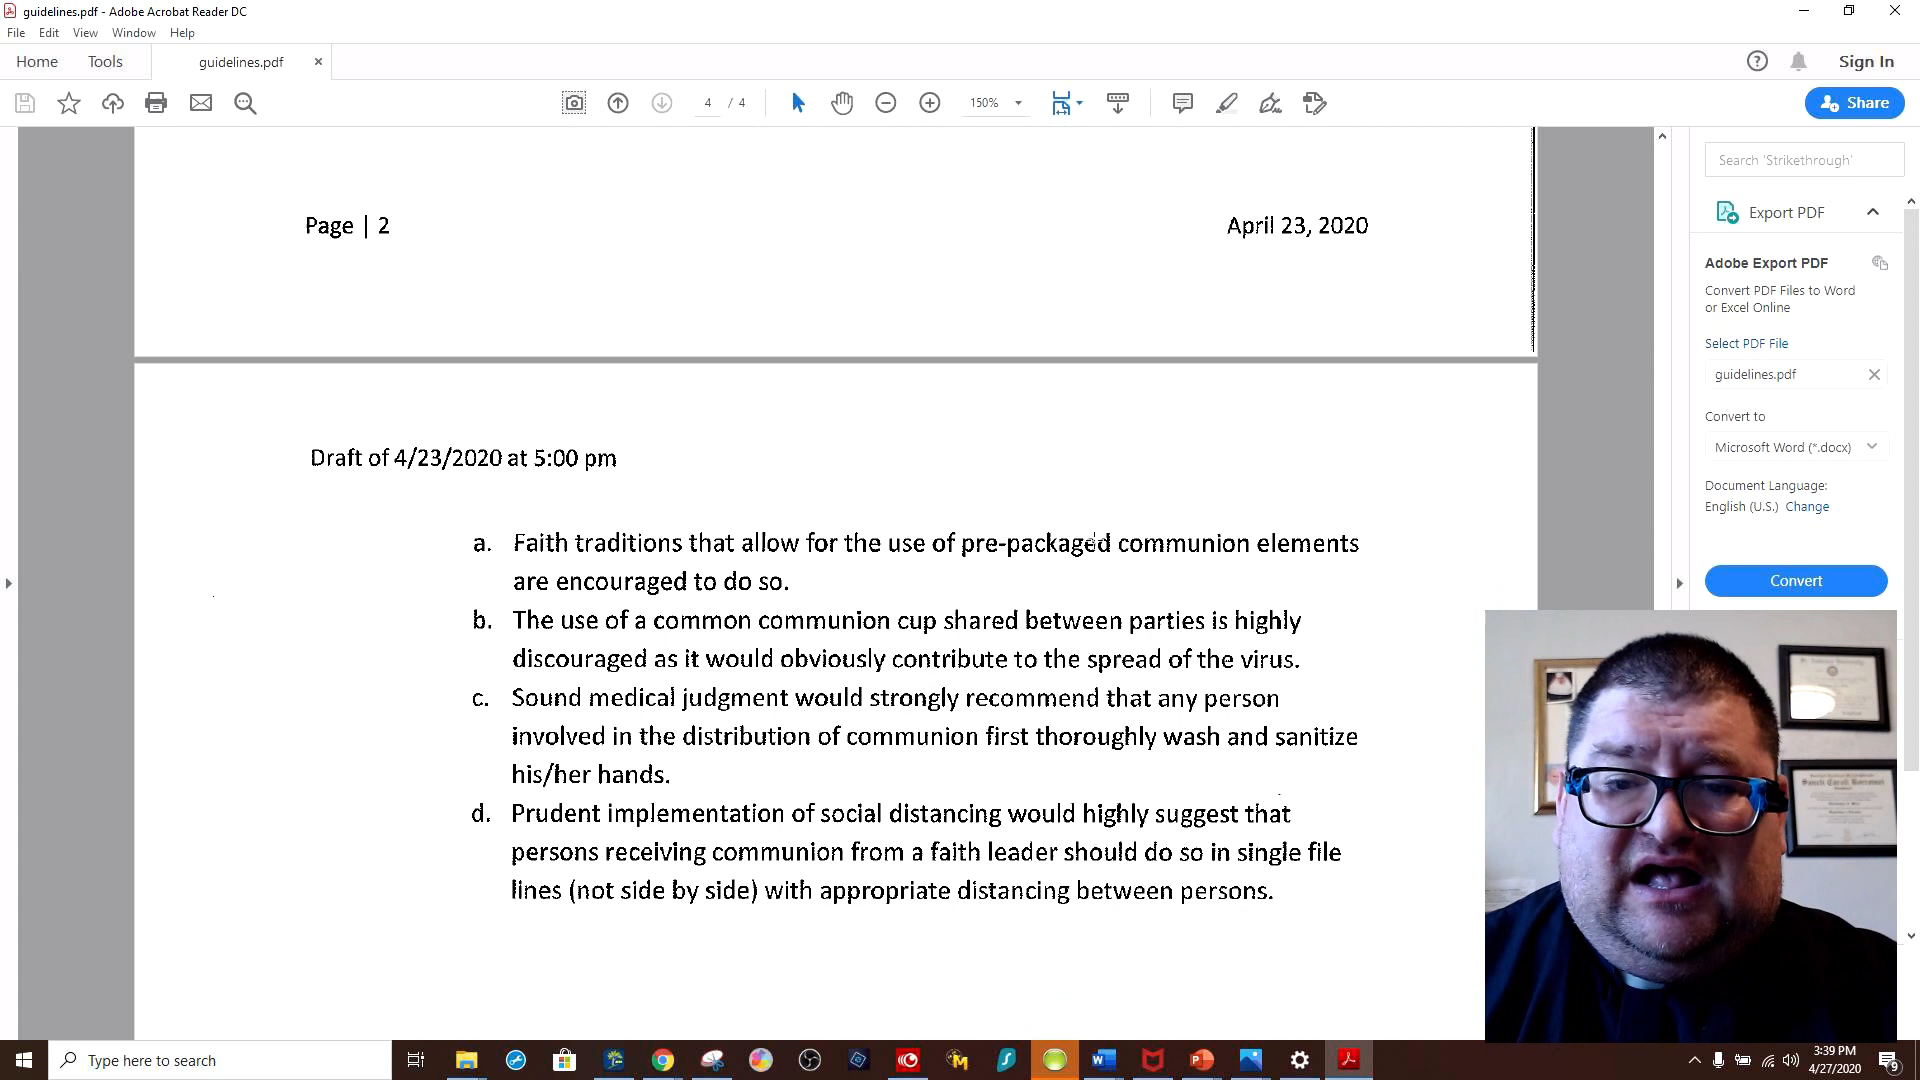 guidelines.pdf - Adobe Acrobat Reader DC
File Edit View Window Help
Home Tools guidelines.pdf Sign In
4 / 4 150% Share
Search 'Strikethrough'
Export PDF
Adobe Export PDF
Convert PDF Files to Word
or Excel Online
Select PDF File
guidelines.pdf
Convert to
Microsoft Word (*.docx)
Document Language:
English (U.S.) Change
Convert
Page | 2 April 23, 2020
Draft of 4/23/2020 at 5:00 pm
a. Faith traditions that allow for the use of pre-packaged communion elements
are encouraged to do so.
b. The use of a common communion cup shared between parties is highly
discouraged as it would obviously contribute to the spread of the virus.
c. Sound medical judgment would strongly recommend that any person
involved in the distribution of communion first thoroughly wash and sanitize
his/her hands.
d. Prudent implementation of social distancing would highly suggest that
persons receiving communion from a faith leader should do so in single file
lines (not side by side) with appropriate distancing between persons.
Type here to search
3:39 PM
4/27/2020
9